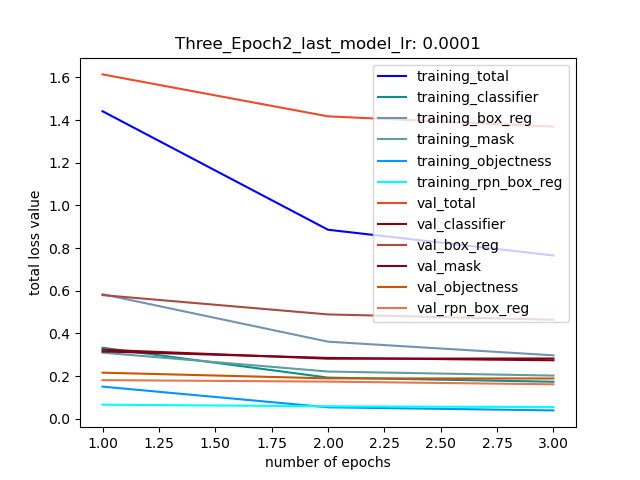 Three_Epoch2_last_model_lr: 0.0001
training_total
training_classifier
training_box_reg
training_mask
training_objectness
training_rpn_box_reg
val_total
val_classifier
val_box_reg
val_mask
val_objectness
val_rpn_box_reg
total loss value
1.6
1.4
1.2
1.0
0.8
0.6
0.4
0.2
0.0
1.00 1.25 1.50 1.75 2.00 2.25 2.50 2.75 3.00
number of epochs